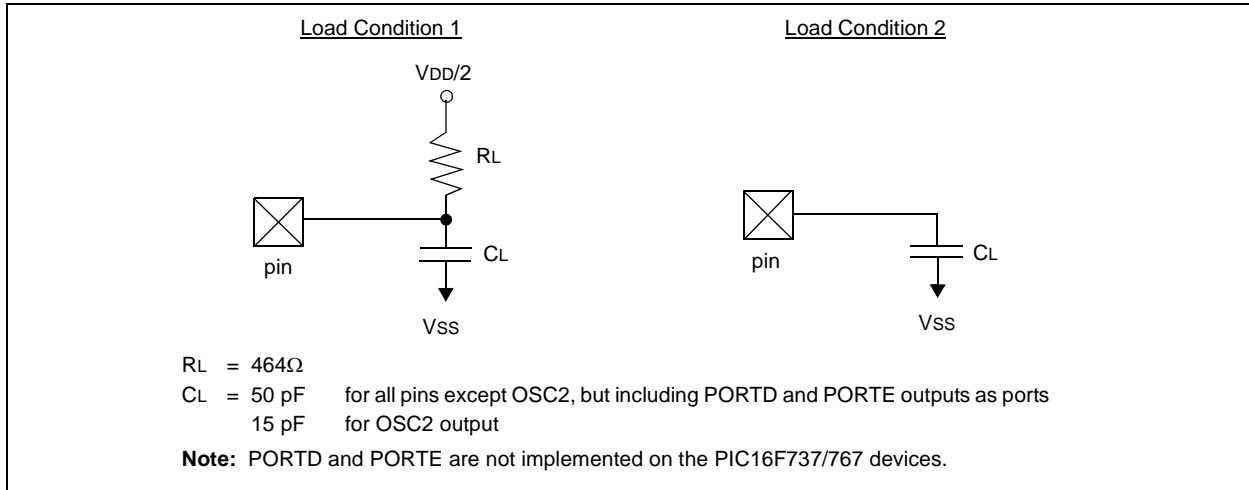 Load Condition 1
Load Condition 2
VDD/2
RL
pin
CL
VSS
pin
CL
VSS
RL = 464Ω
CL = 50 pF for all pins except OSC2, but including PORTD and PORTE outputs as ports
15 pF for OSC2 output
Note: PORTD and PORTE are not implemented on the PIC16F737/767 devices.